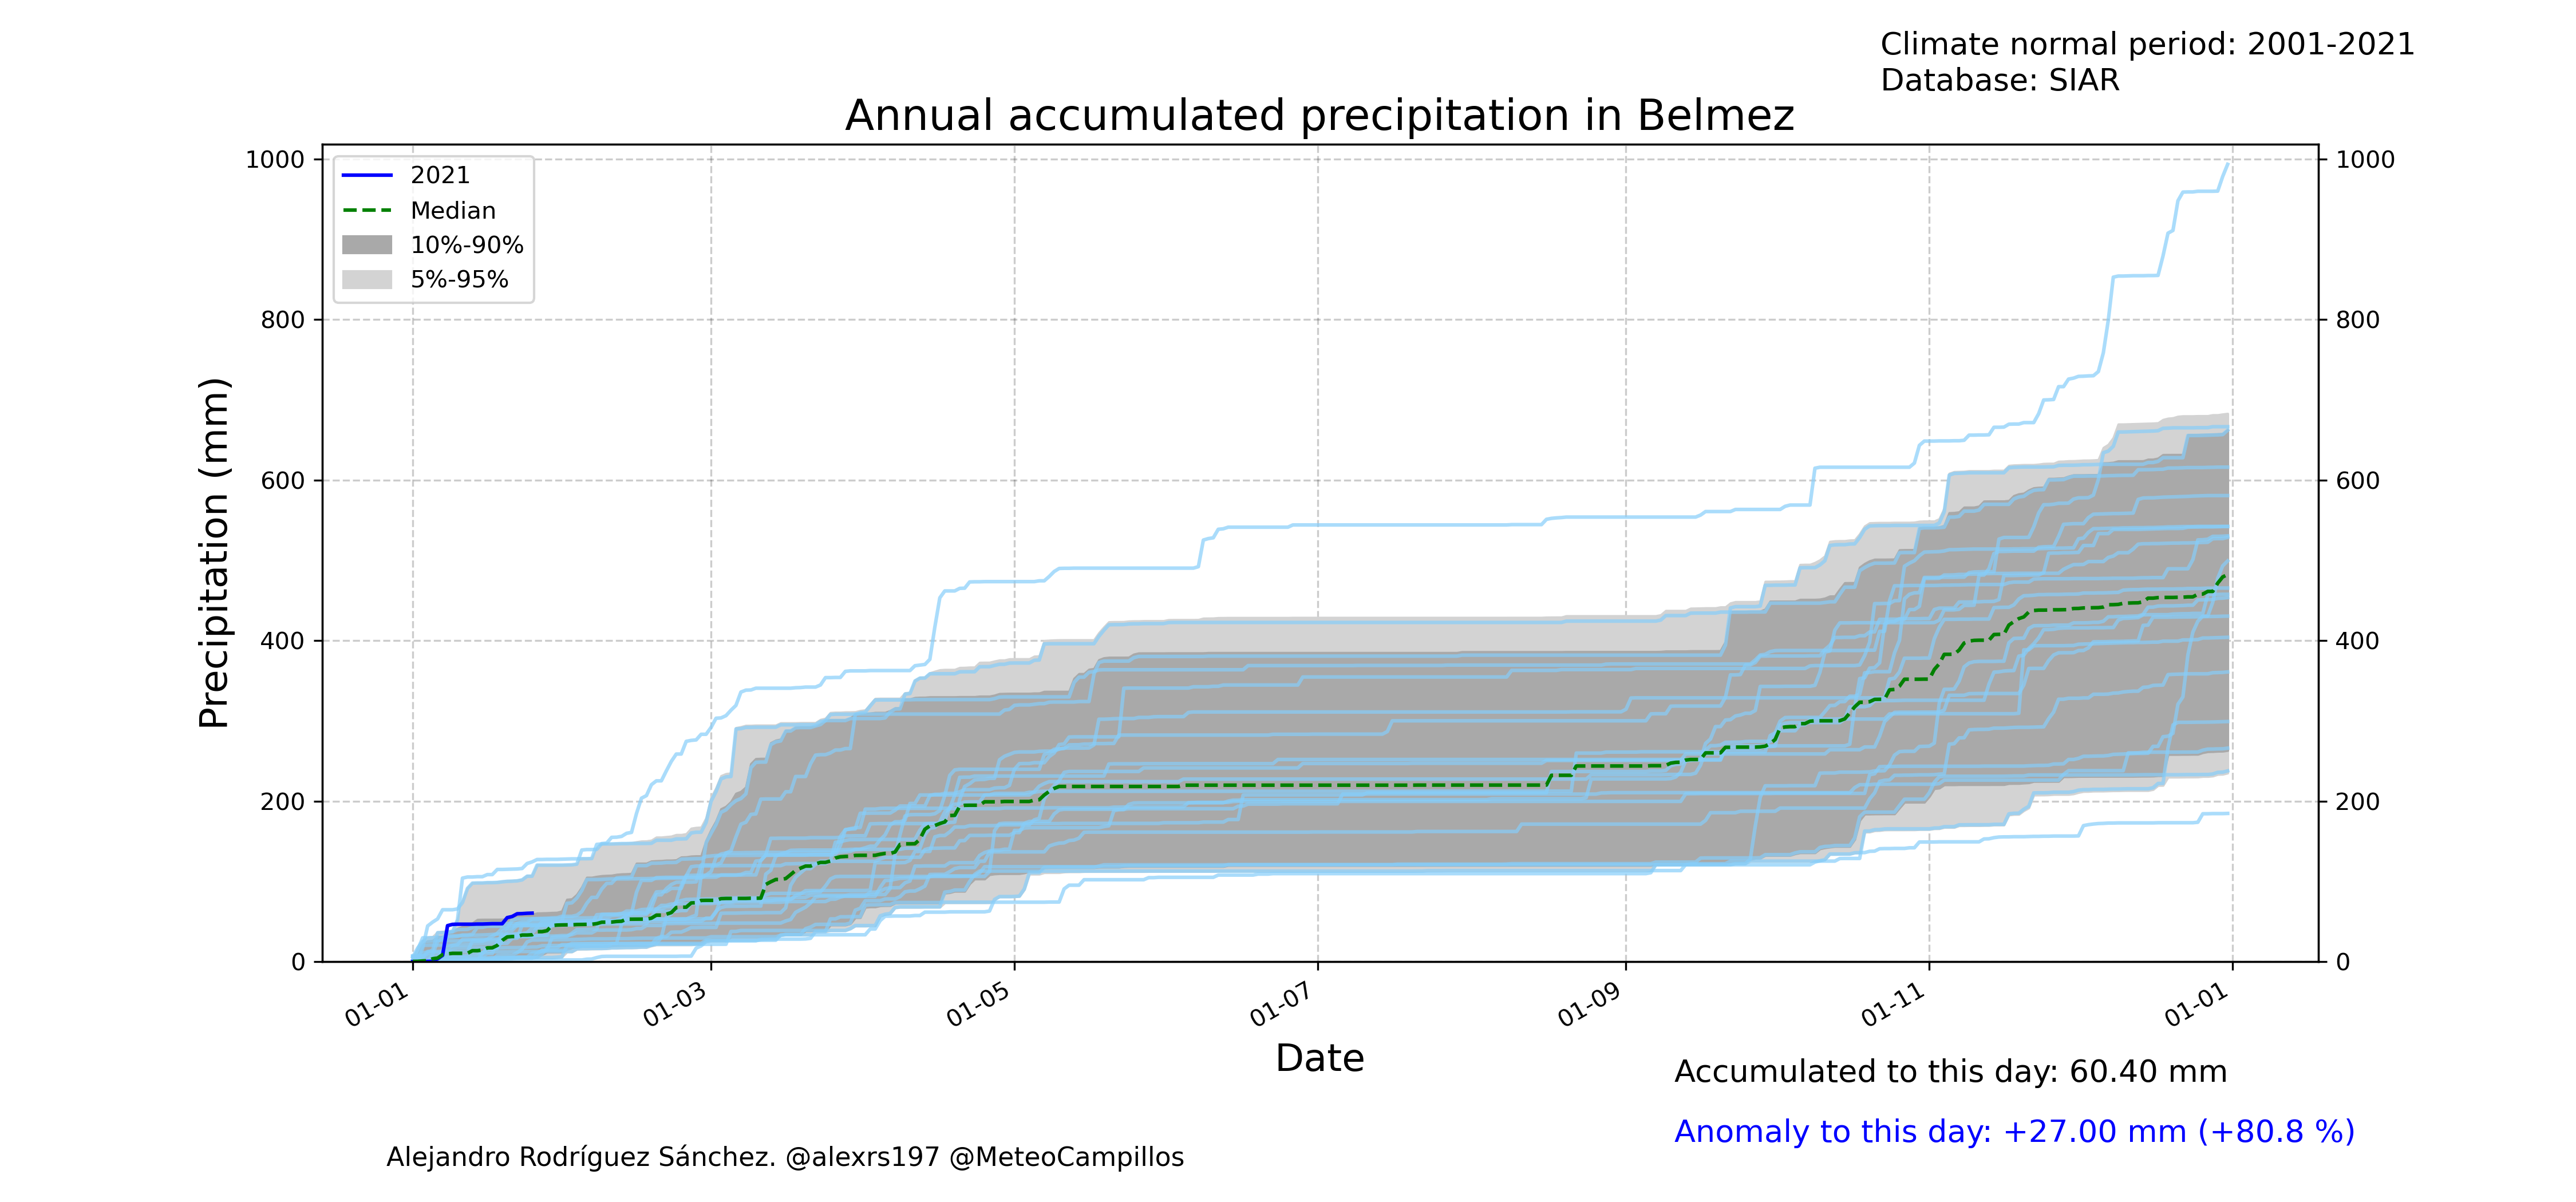 Climate normal period: 2001-2021
Database: SIAR
Annual accumulated precipitation in Belmez
2021
Median
10%-90%
5%-95%
Precipitation (mm)
1000
800
600
400
200
0
1000
800
600
400
200
0
01-01
01-03
01-05
01-07
01-09
01-11
01-01
Date
Accumulated to this day: 60.40 mm
Anomaly to this day: +27.00 mm (+80.8 %)
Alejandro Rodríguez Sánchez. @alexrs197 @MeteoCampillos